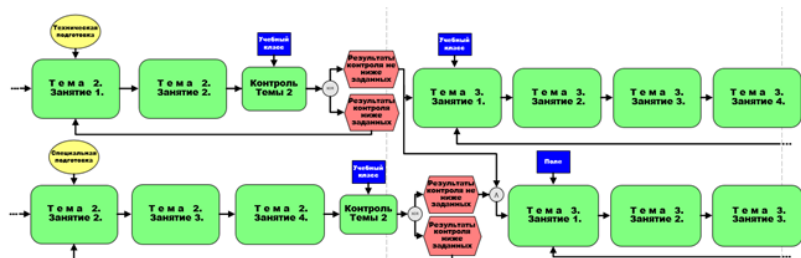 Техническая
подготовка
Тема 2.
Занятие 1.
Тема 2.
Занятие 2.
Учебный
класс
Контроль
Темы 2
Результаты
контроля не
ниже
заданных
Результаты
контроля
ниже
заданных
Учебный
класс
Тема 3.
Занятие 1.
Тема 3.
Занятие 2.
Тема 3.
Занятие 3.
Тема 3.
Занятие 4.
Специальная
подготовка
Тема 2.
Занятие 2.
Тема 2.
Занятие 3.
Тема 2.
Занятие 4.
Учебный
класс
Контроль
Темы 2
Результаты
контроля не
ниже
заданных
Результаты
контроля
ниже
заданных
Поле
Тема 3.
Занятие 1.
Тема 3.
Занятие 2.
Тема 3.
Занятие 3.